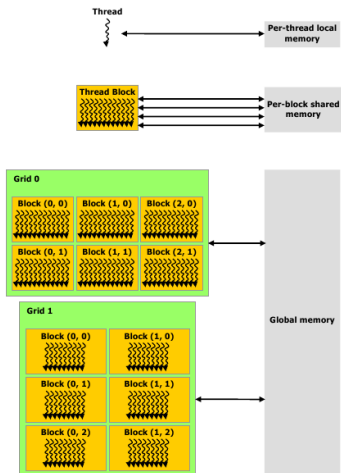 Thread
Per-thread local
memory
Thread Block
Per-block shared
memory
Grid 0
Block (0, 0) Block (1, 0) Block (2, 0)
Block (0, 1) Block (1, 1) Block (2, 1)
Grid 1
Block (0, 0) Block (1, 0)
Global memory
Block (0, 1) Block (1, 1)
Block (0, 2) Block (1, 2)